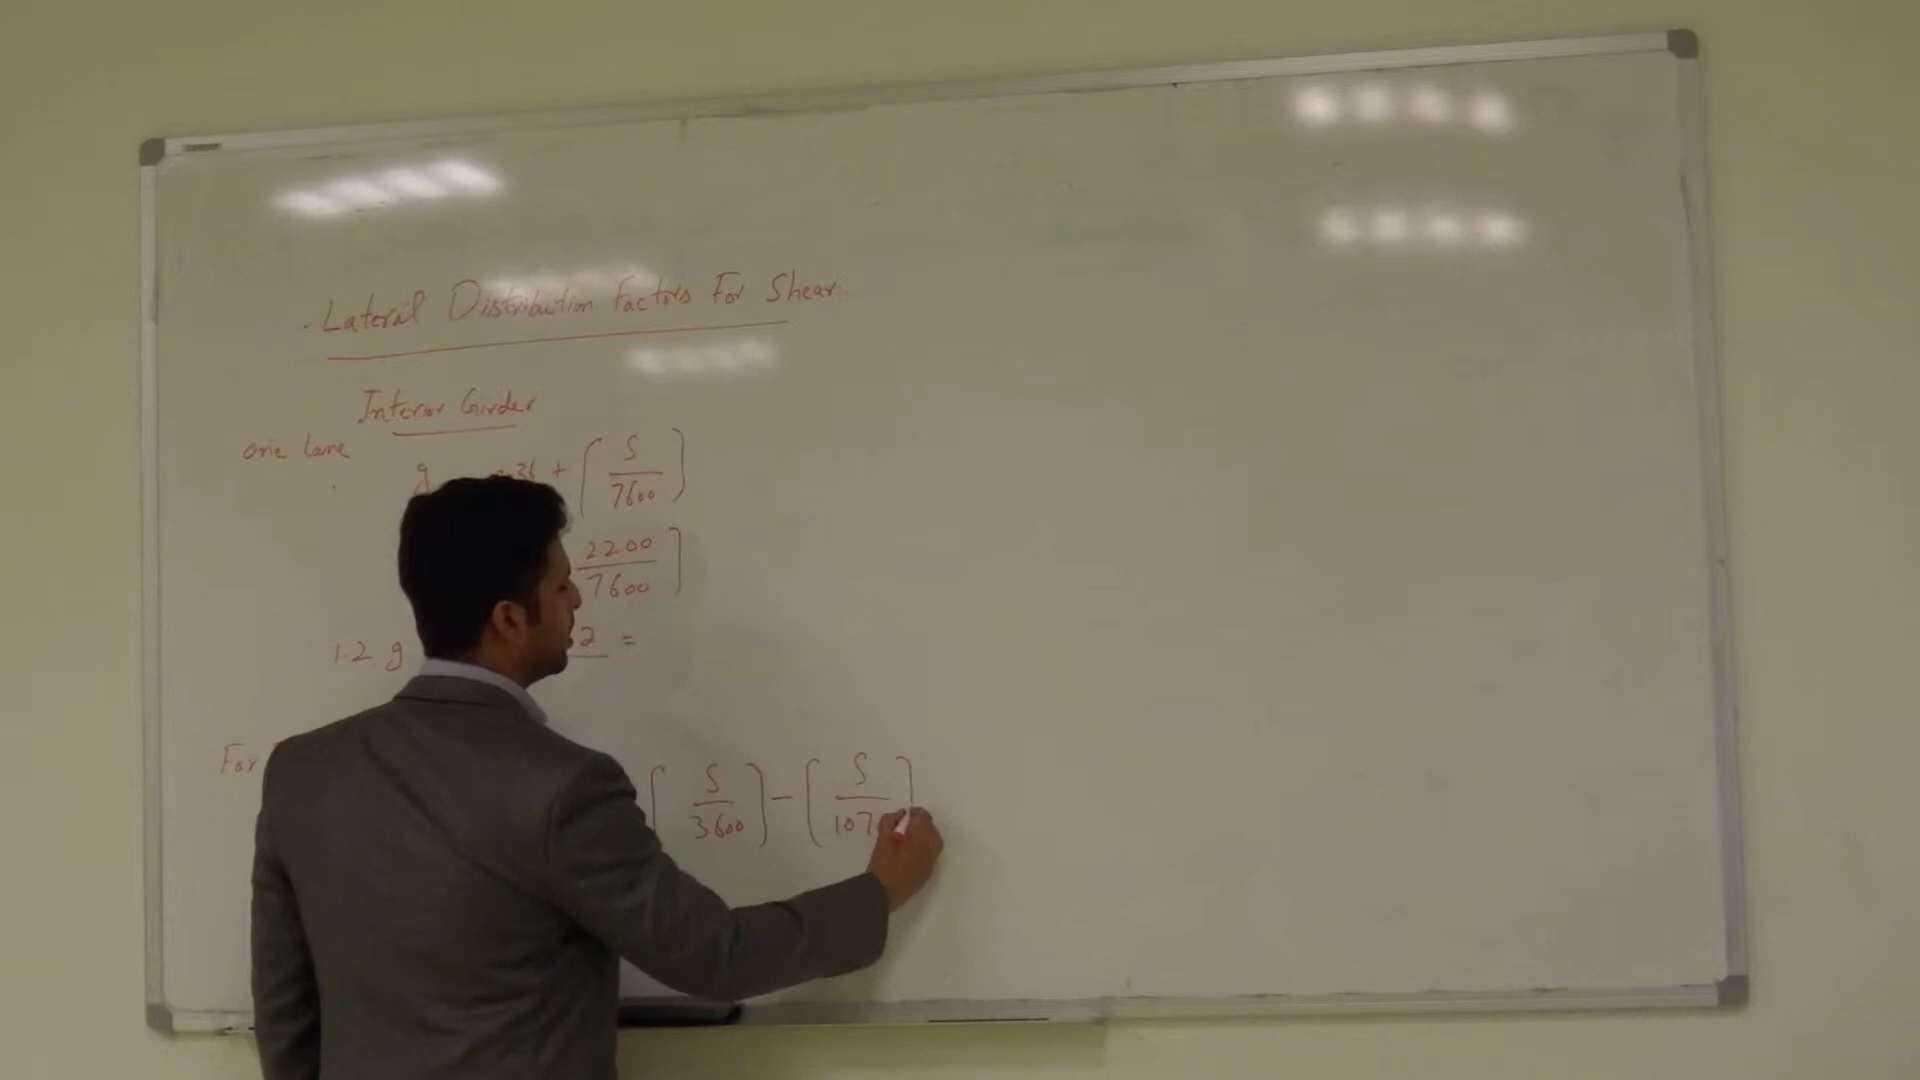 . Lateral Distribution Factors For Shear.
Interior Girder
one lane
g .36 + [ S / 7600 ]
2200 / 7600 ]
1.2 g 2 =
For [ S / 3600 ] - [ S / 107 ]